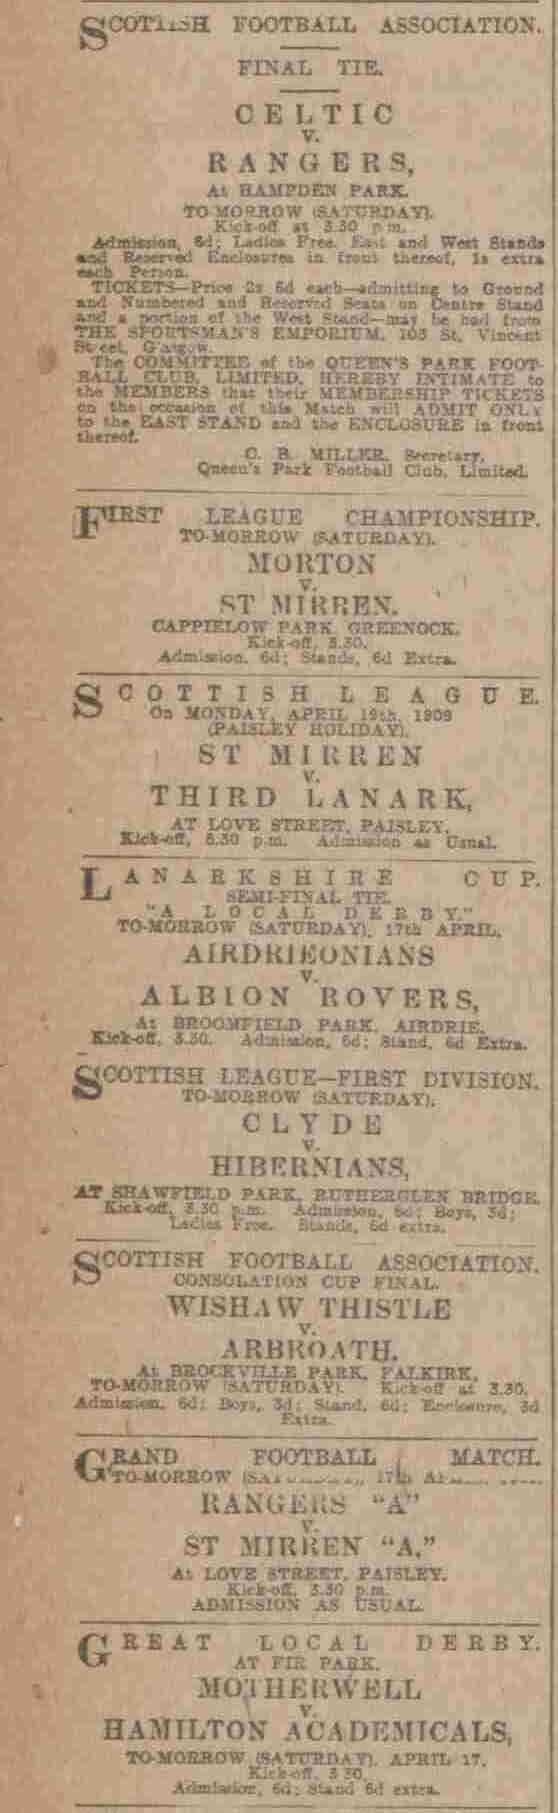 SCOTTISH FOOTBALL ASSOCIATION.
FINAL TIE.
CELTIC
v.
RANGERS,
At HAMPDEN PARK.
TO-MORROW (SATURDAY).
Kick-off at 3.30 p.m.
Admission, 6d; Ladies Free. East and West Stands
and Reserved Enclosures in front thereof, 1s extra
each Person.
TICKETS—Price 2s 6d each—admitting to Ground
and Numbered and Reserved Seats on Centre Stand
and a portion of the West Stand—may be had from
THE SPORTSMAN'S EMPORIUM, 103 St. Vincent
Street, Glasgow.
The COMMITTEE of the QUEEN'S PARK FOOT-
BALL CLUB, LIMITED, HEREBY INTIMATE to
the MEMBERS that their MEMBERSHIP TICKETS
on the occasion of this Match will ADMIT ONLY
to the EAST STAND and the ENCLOSURE in front
thereof.
C. B. MILLER, Secretary,
Queen's Park Football Club, Limited.
FIRST LEAGUE CHAMPIONSHIP.
TO-MORROW (SATURDAY).
MORTON
v.
ST MIRREN.
CAPPIELOW PARK, GREENOCK.
Kick-off, 3.30.
Admission, 6d; Stands, 6d Extra.
SCOTTISH LEAGUE.
On MONDAY, APRIL 19th, 1909
(PAISLEY HOLIDAY).
ST MIRREN
v.
THIRD LANARK,
AT LOVE STREET, PAISLEY.
Kick-off, 6.30 p.m. Admission as Usual.
LANARKSHIRE CUP.
SEMI-FINAL TIE.
"A LOCAL DERBY."
TO-MORROW (SATURDAY), 17th APRIL.
AIRDRIEONIANS
v.
ALBION ROVERS,
At BROOMFIELD PARK, AIRDRIE.
Kick-off, 3.30. Admission, 6d; Stand, 6d Extra.
SCOTTISH LEAGUE—FIRST DIVISION.
TO-MORROW (SATURDAY).
CLYDE
v.
HIBERNIANS,
AT SHAWFIELD PARK, RUTHERGLEN BRIDGE.
Kick-off, 3.30 p.m. Admission, 6d; Boys, 3d;
Ladies Free. Stands, 6d extra.
SCOTTISH FOOTBALL ASSOCIATION.
CONSOLATION CUP FINAL.
WISHAW THISTLE
v.
ARBROATH.
At BROCKVILLE PARK, FALKIRK,
TO-MORROW (SATURDAY). Kick-off at 3.30.
Admission, 6d; Boys, 3d; Stand, 6d; Enclosure, 3d
Extra.
GRAND FOOTBALL MATCH.
TO-MORROW 17th
RANGERS "A"
v.
ST MIRREN "A,"
At LOVE STREET, PAISLEY.
Kick-off, 3.30 p.m.
ADMISSION AS USUAL.
GREAT LOCAL DERBY.
AT FIR PARK.
MOTHERWELL
v.
HAMILTON ACADEMICALS,
TO-MORROW (SATURDAY), APRIL 17.
Kick-off, 3 30.
Admission, 6d; Stand 6d extra.